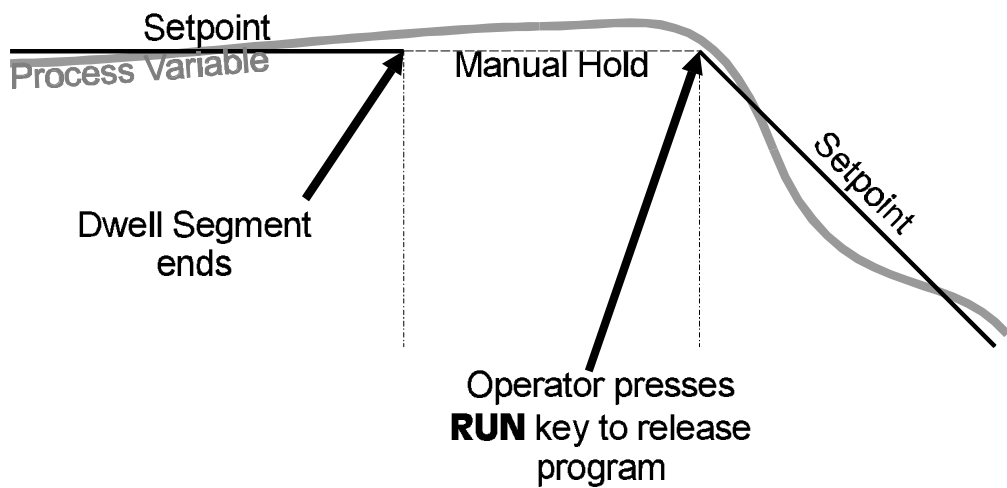 Setpoint
Process Variable
Manual Hold
Setpoint
Dwell Segment
ends
Operator presses
RUN key to release
program